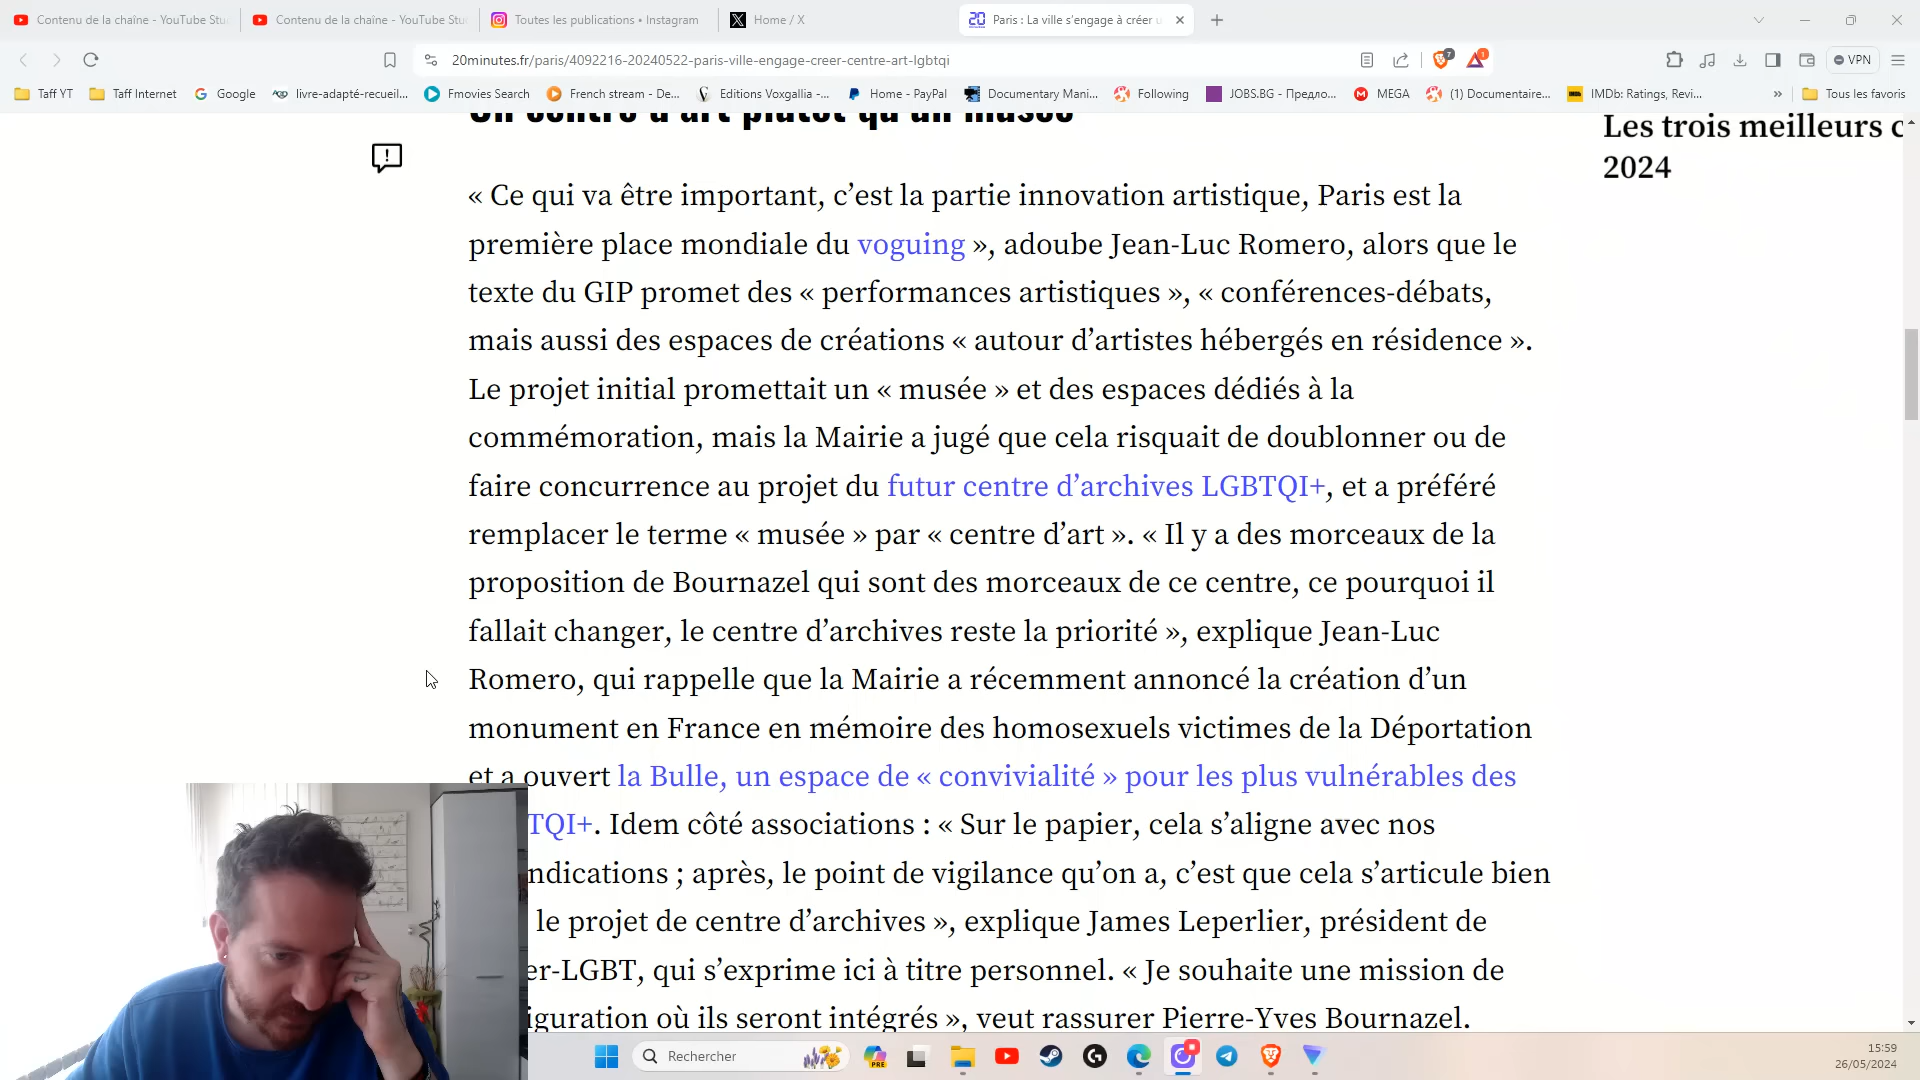 Contenu de la chaîne - YouTube Stu
Contenu de la chaîne - YouTube Stu
Toutes les publications • Instagram
Home / X
Paris : La ville s'engage à créer u
20minutes.fr/paris/4092216-20240522-paris-ville-engage-creer-centre-art-lgbtqi
7
1
VPN
Taff YT
Taff Internet
Google
livre-adapté-recueil...
Fmovies Search
French stream - De...
Editions Voxgallia -...
Home - PayPal
Documentary Mani...
Following
JOBS.BG - Предло...
MEGA
(1) Documentaire...
IMDb: Ratings, Revi...
»
Tous les favoris
Un centre d'art plutôt qu'un musée
Les trois meilleurs c
2024
« Ce qui va être important, c'est la partie innovation artistique, Paris est la
première place mondiale du voguing », adoube Jean-Luc Romero, alors que le
texte du GIP promet des « performances artistiques », « conférences-débats,
mais aussi des espaces de créations « autour d'artistes hébergés en résidence ».
Le projet initial promettait un « musée » et des espaces dédiés à la
commémoration, mais la Mairie a jugé que cela risquait de doublonner ou de
faire concurrence au projet du futur centre d'archives LGBTQI+, et a préféré
remplacer le terme « musée » par « centre d'art ». « Il y a des morceaux de la
proposition de Bournazel qui sont des morceaux de ce centre, ce pourquoi il
fallait changer, le centre d'archives reste la priorité », explique Jean-Luc
Romero, qui rappelle que la Mairie a récemment annoncé la création d'un
monument en France en mémoire des homosexuels victimes de la Déportation
et a ouvert la Bulle, un espace de « convivialité » pour les plus vulnérables des
TQI+. Idem côté associations : « Sur le papier, cela s'aligne avec nos
ndications ; après, le point de vigilance qu'on a, c'est que cela s'articule bien
le projet de centre d'archives », explique James Leperlier, président de
er-LGBT, qui s'exprime ici à titre personnel. « Je souhaite une mission de
iguration où ils seront intégrés », veut rassurer Pierre-Yves Bournazel.
Rechercher
PRE
15:59
26/05/2024